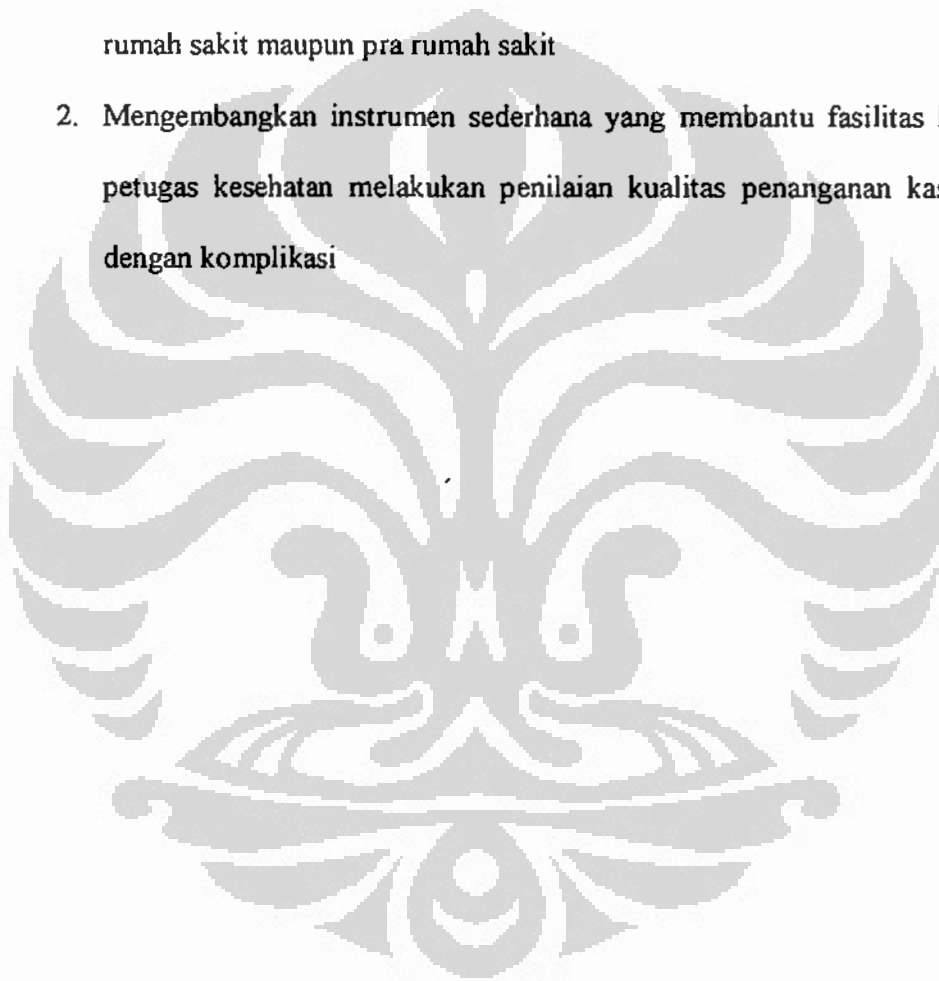 rumah sakit maupun pra rumah sakit
2. Mengembangkan instrumen sederhana yang membantu fasilitas
petugas kesehatan melakukan penilaian kualitas penanganan
dengan komplikasi